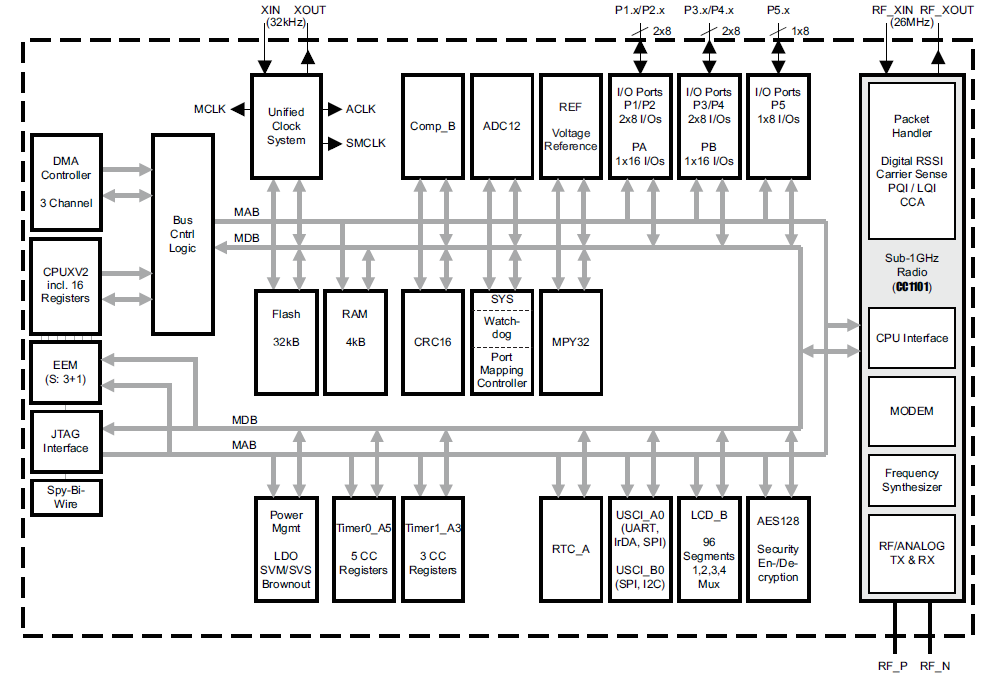 XIN XOUT
(32kHz)
P1.x/P2.x
2x8
P3.x/P4.x
2x8
P5.x
1x8
RF_XIN RF_XOUT
(26MHz)
MCLK
Unified
Clock
System
ACLK
SMCLK
Comp_B
ADC12
REF
Voltage
Reference
I/O Ports
P1/P2
2x8 I/Os
PA
1x16 I/Os
I/O Ports
P3/P4
2x8 I/Os
PB
1x16 I/Os
I/O Ports
P5
1x8 I/Os
Packet
Handler
Digital RSSI
Carrier Sense
PQI / LQI
CCA
DMA
Controller
3 Channel
Bus
Cntrl
Logic
MAB
MDB
CPUXV2
incl. 16
Registers
Sub-1GHz
Radio
(CC1101)
Flash
32kB
RAM
4kB
CRC16
SYS
Watch-
dog
Port
Mapping
Controller
MPY32
CPU Interface
EEM
(S: 3+1)
MODEM
JTAG
Interface
MDB
MAB
Spy-Bi-
Wire
Frequency
Synthesizer
Power
Mgmt
LDO
SVM/SVS
Brownout
Timer0_A5
5 CC
Registers
Timer1_A3
3 CC
Registers
RTC_A
USCI_A0
(UART,
IrDA, SPI)
USCI_B0
(SPI, I2C)
LCD_B
96
Segments
1,2,3,4
Mux
AES128
Security
En-/De-
cryption
RF/ANALOG
TX & RX
RF_P RF_N